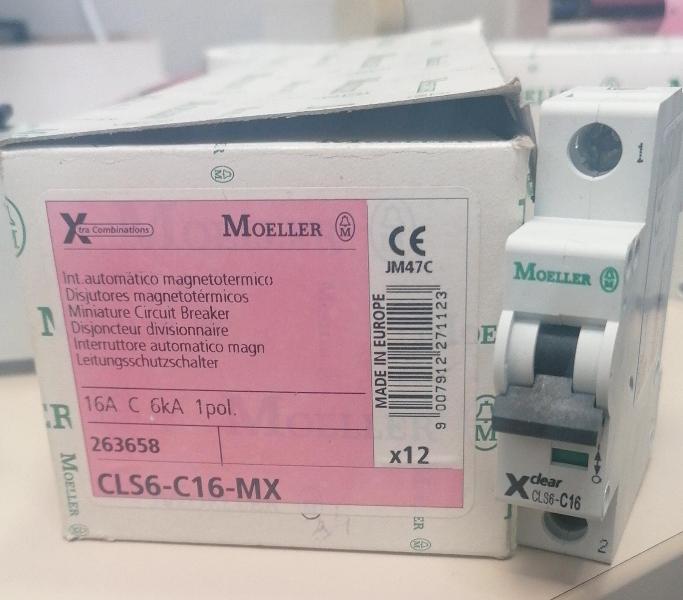 Xtra Combinations
MOELLER
CE
JM47C
Int.automático magnetotermico
Disjutores magnetotérmicos
Miniature Circuit Breaker
Disjoncteur divisionnaire
Interruttore automatico magn
Leitungsschutzschalter
MADE IN EUROPE
9 007912 271123
16A C 6kA 1pol.
263658
x12
CLS6-C16-MX
MOELLER
1
MOELLER
Xclear
CLS6-C16
2